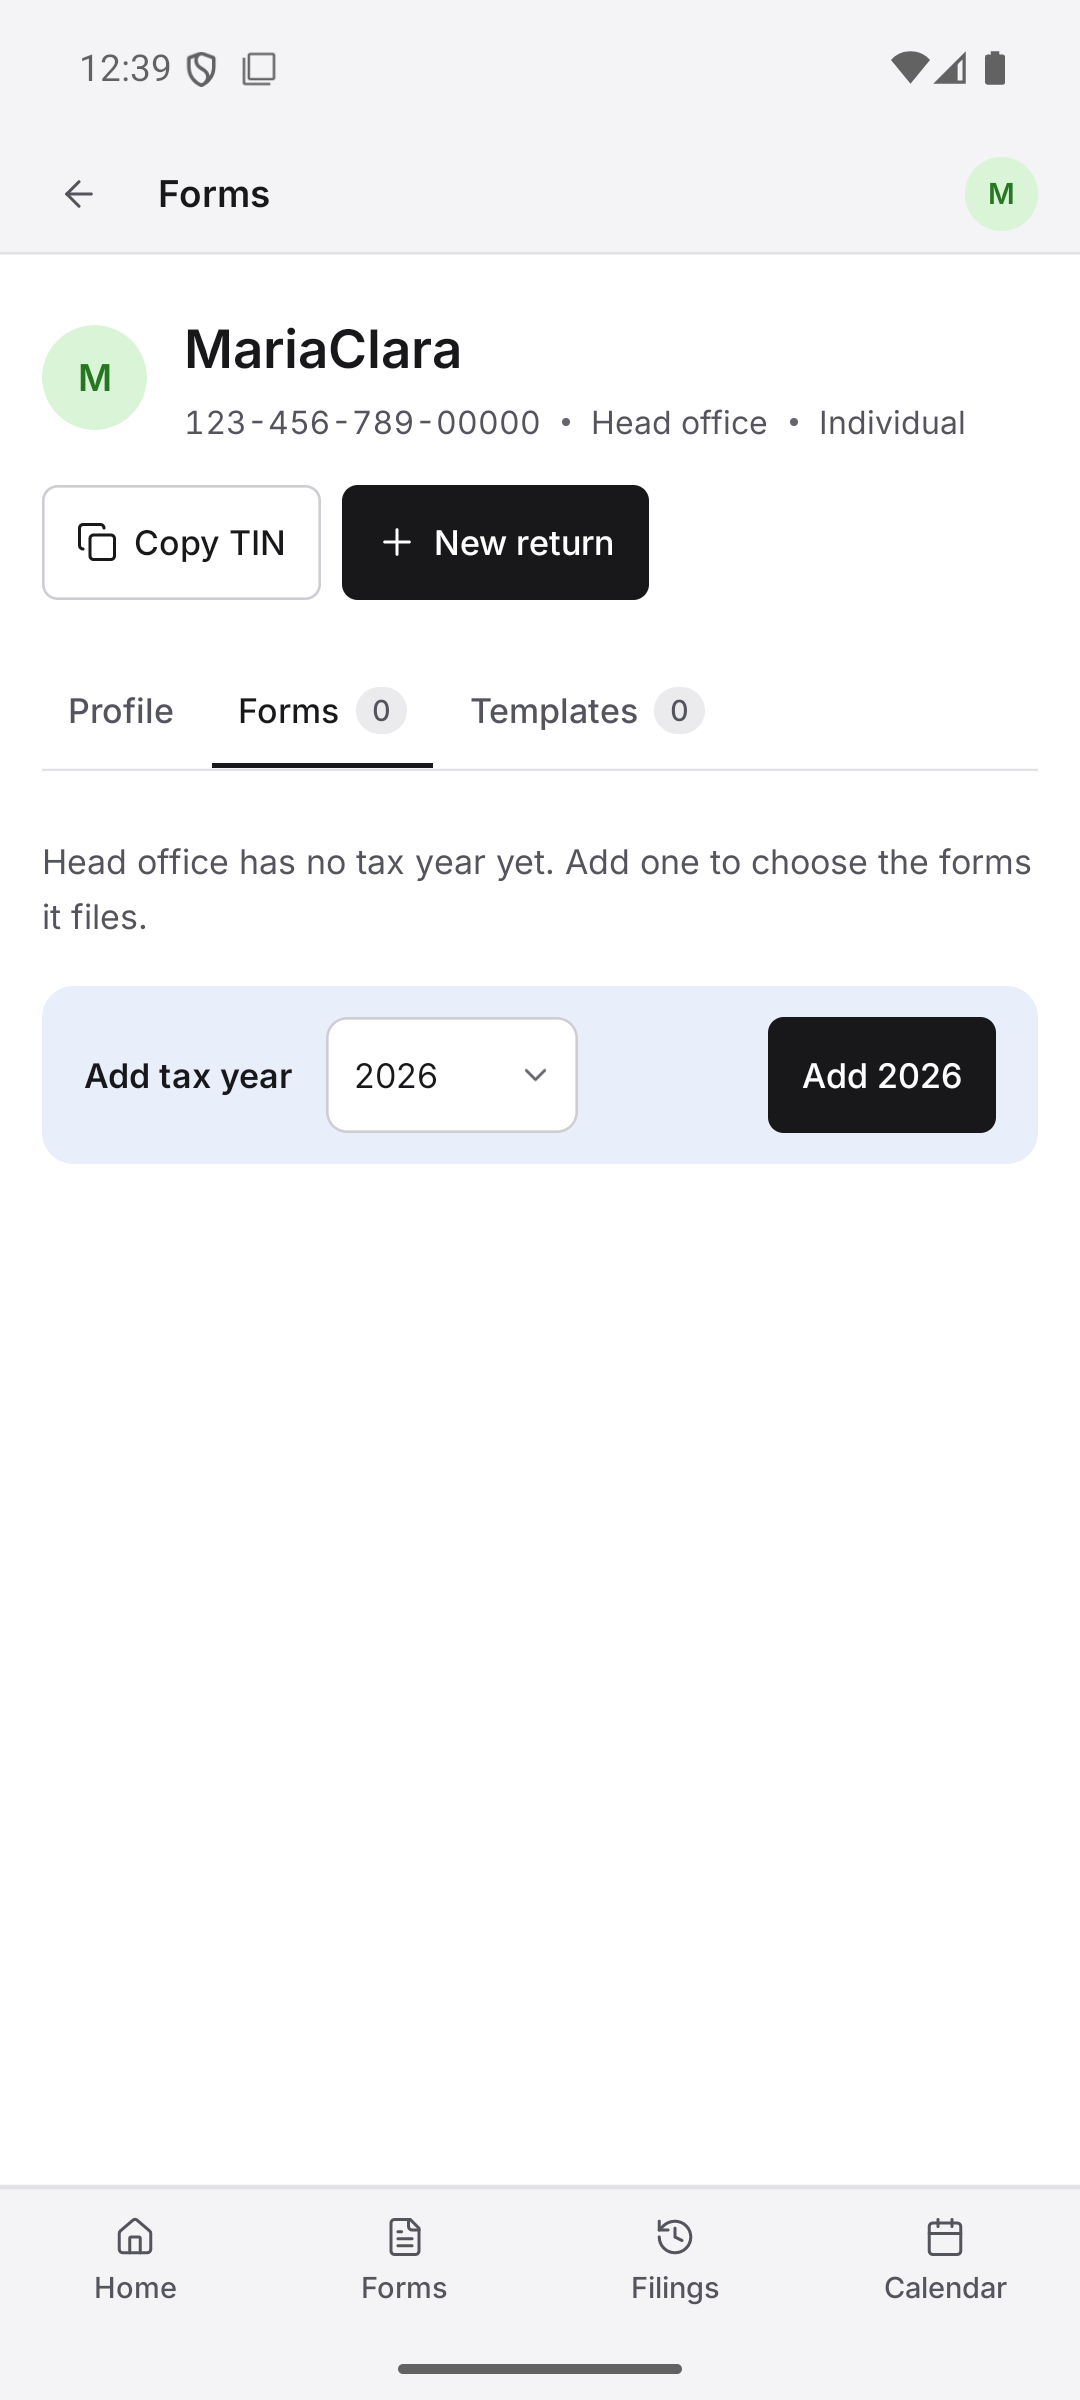 12:39
Forms
M
M
MariaClara
123-456-789-00000 • Head office • Individual
Copy TIN
New return
Profile
Forms 0
Templates 0
Head office has no tax year yet. Add one to choose the forms
it files.
Add tax year
2026
Add 2026
Home
Forms
Filings
Calendar